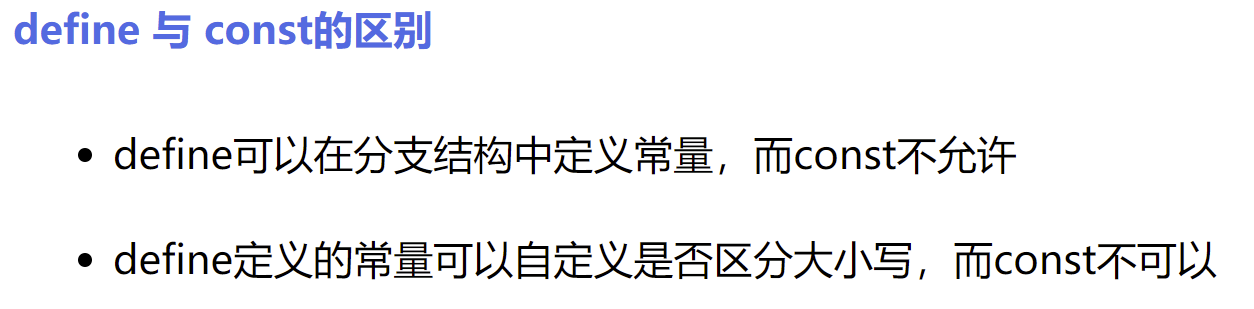 define 与 const的区别
define可以在分支结构中定义常量，而const不允许
define定义的常量可以自定义是否区分大小写，而const不可以